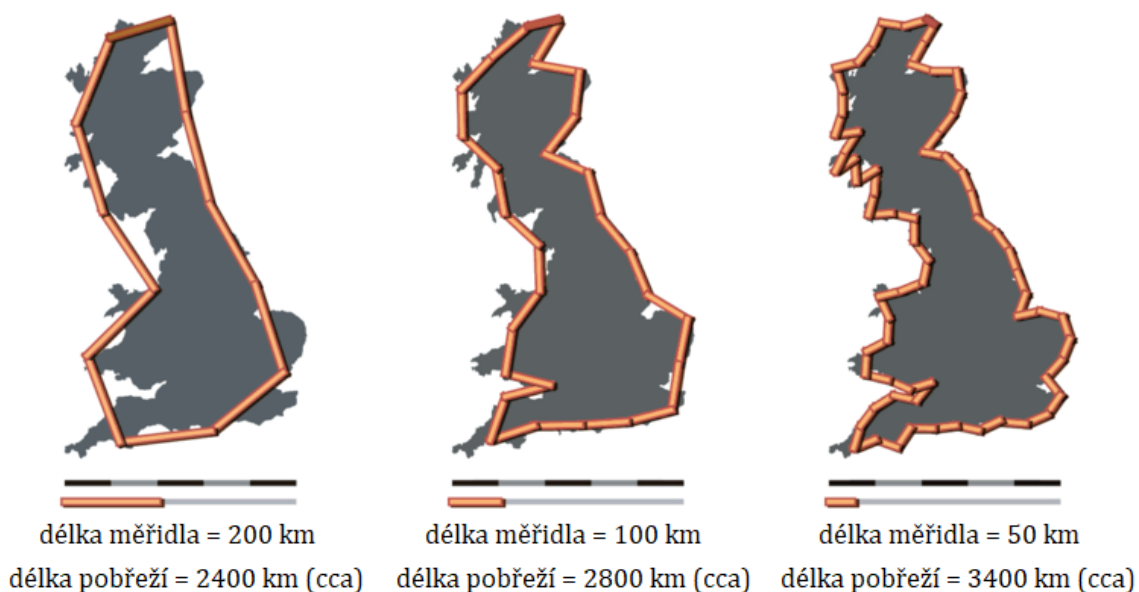 délka měřidla = 200 km
délka pobřeží = 2400 km (cca)
délka měřidla = 100 km
délka pobřeží = 2800 km (cca)
délka měřidla = 50 km
délka pobřeží = 3400 km (cca)